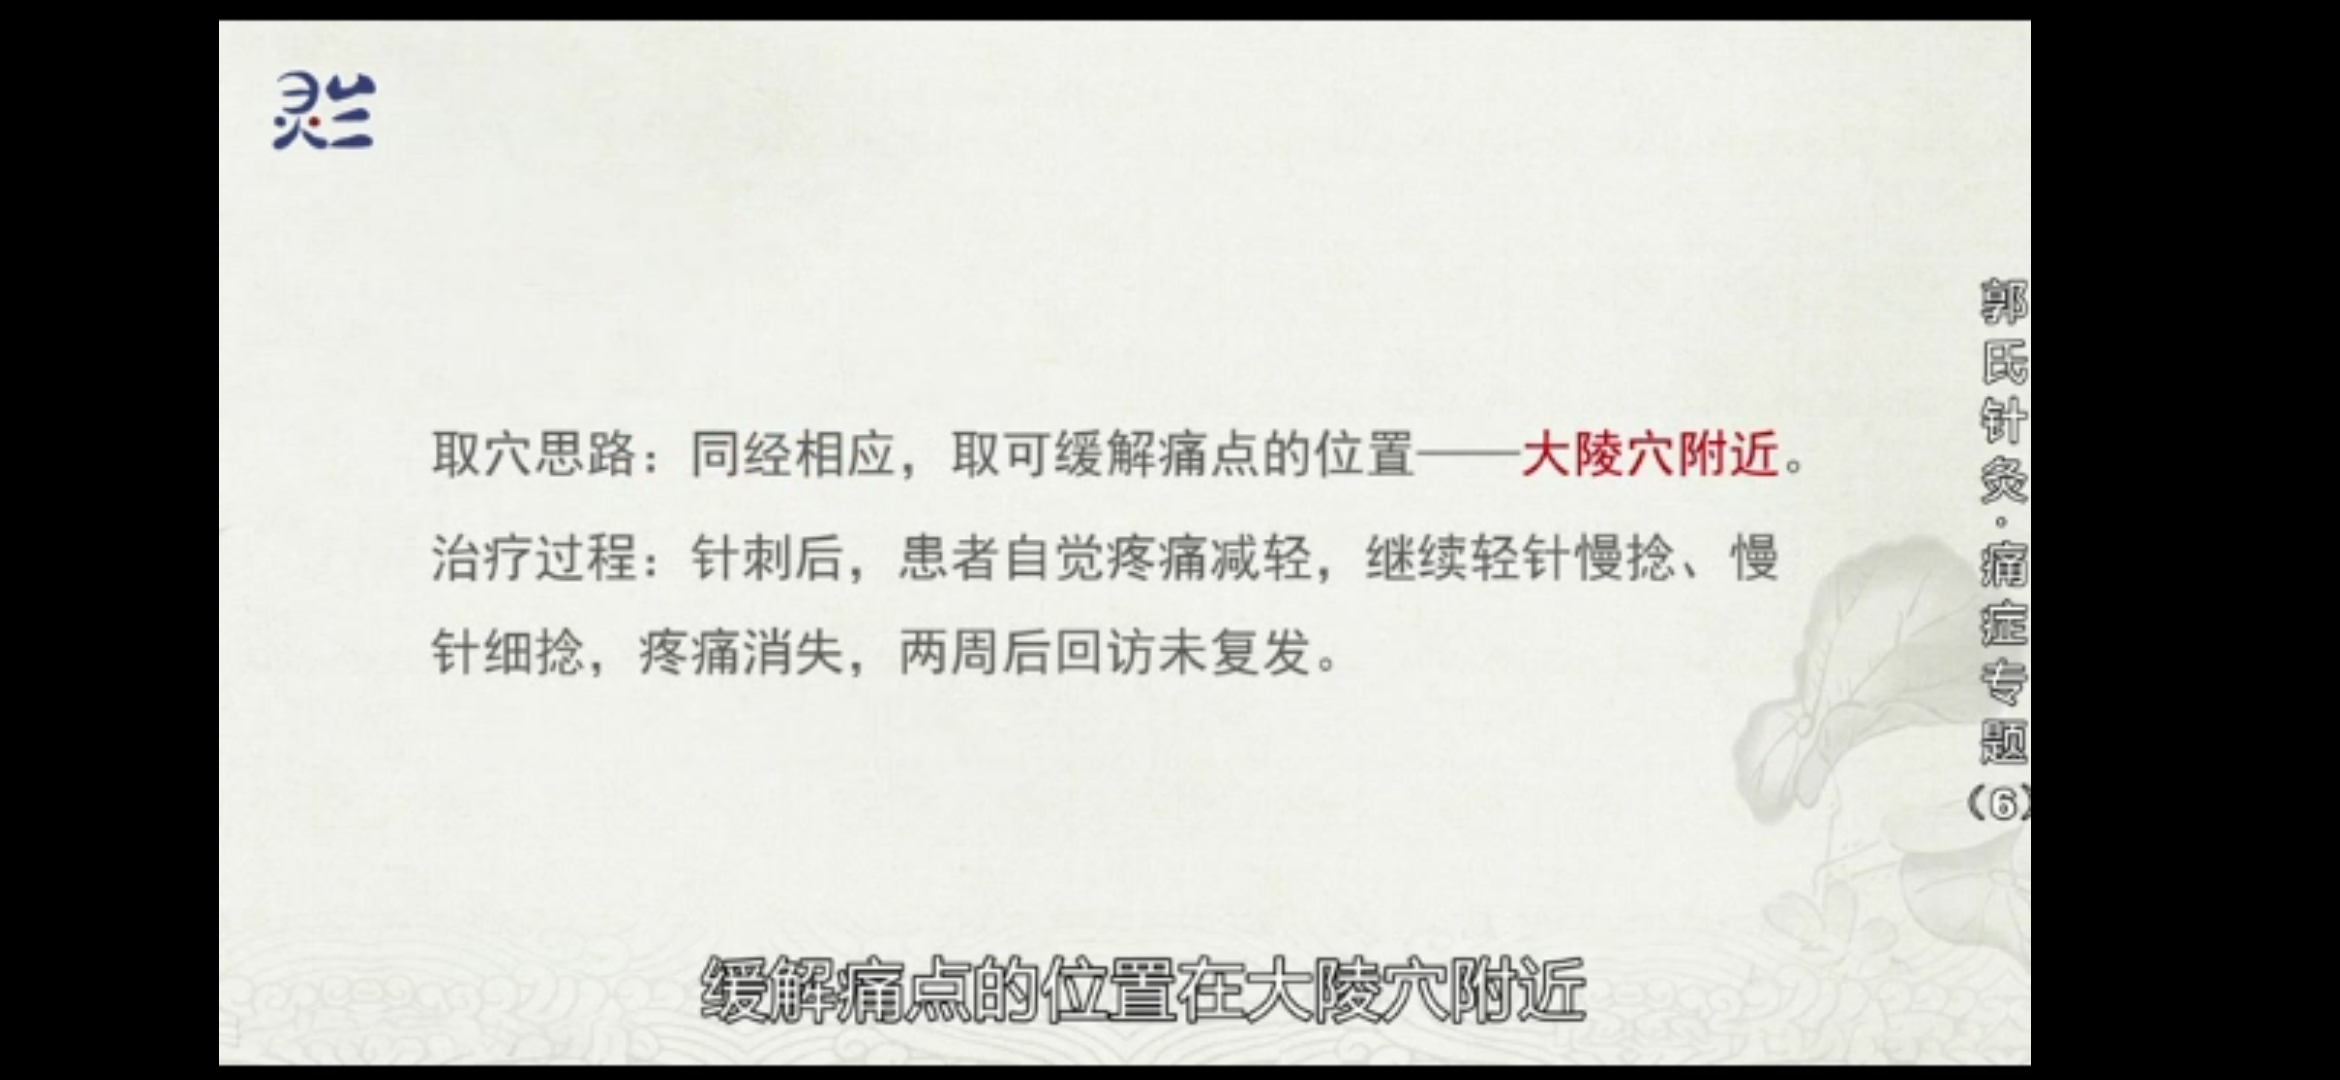 灵兰
取穴思路：同经相应，取可缓解痛点的位置——大陵穴附近。
治疗过程：针刺后，患者自觉疼痛减轻，继续轻针慢捻、慢
针细捻，疼痛消失，两周后回访未复发。
郭氏针灸·痛症专题（6）
缓解痛点的位置在大陵穴附近